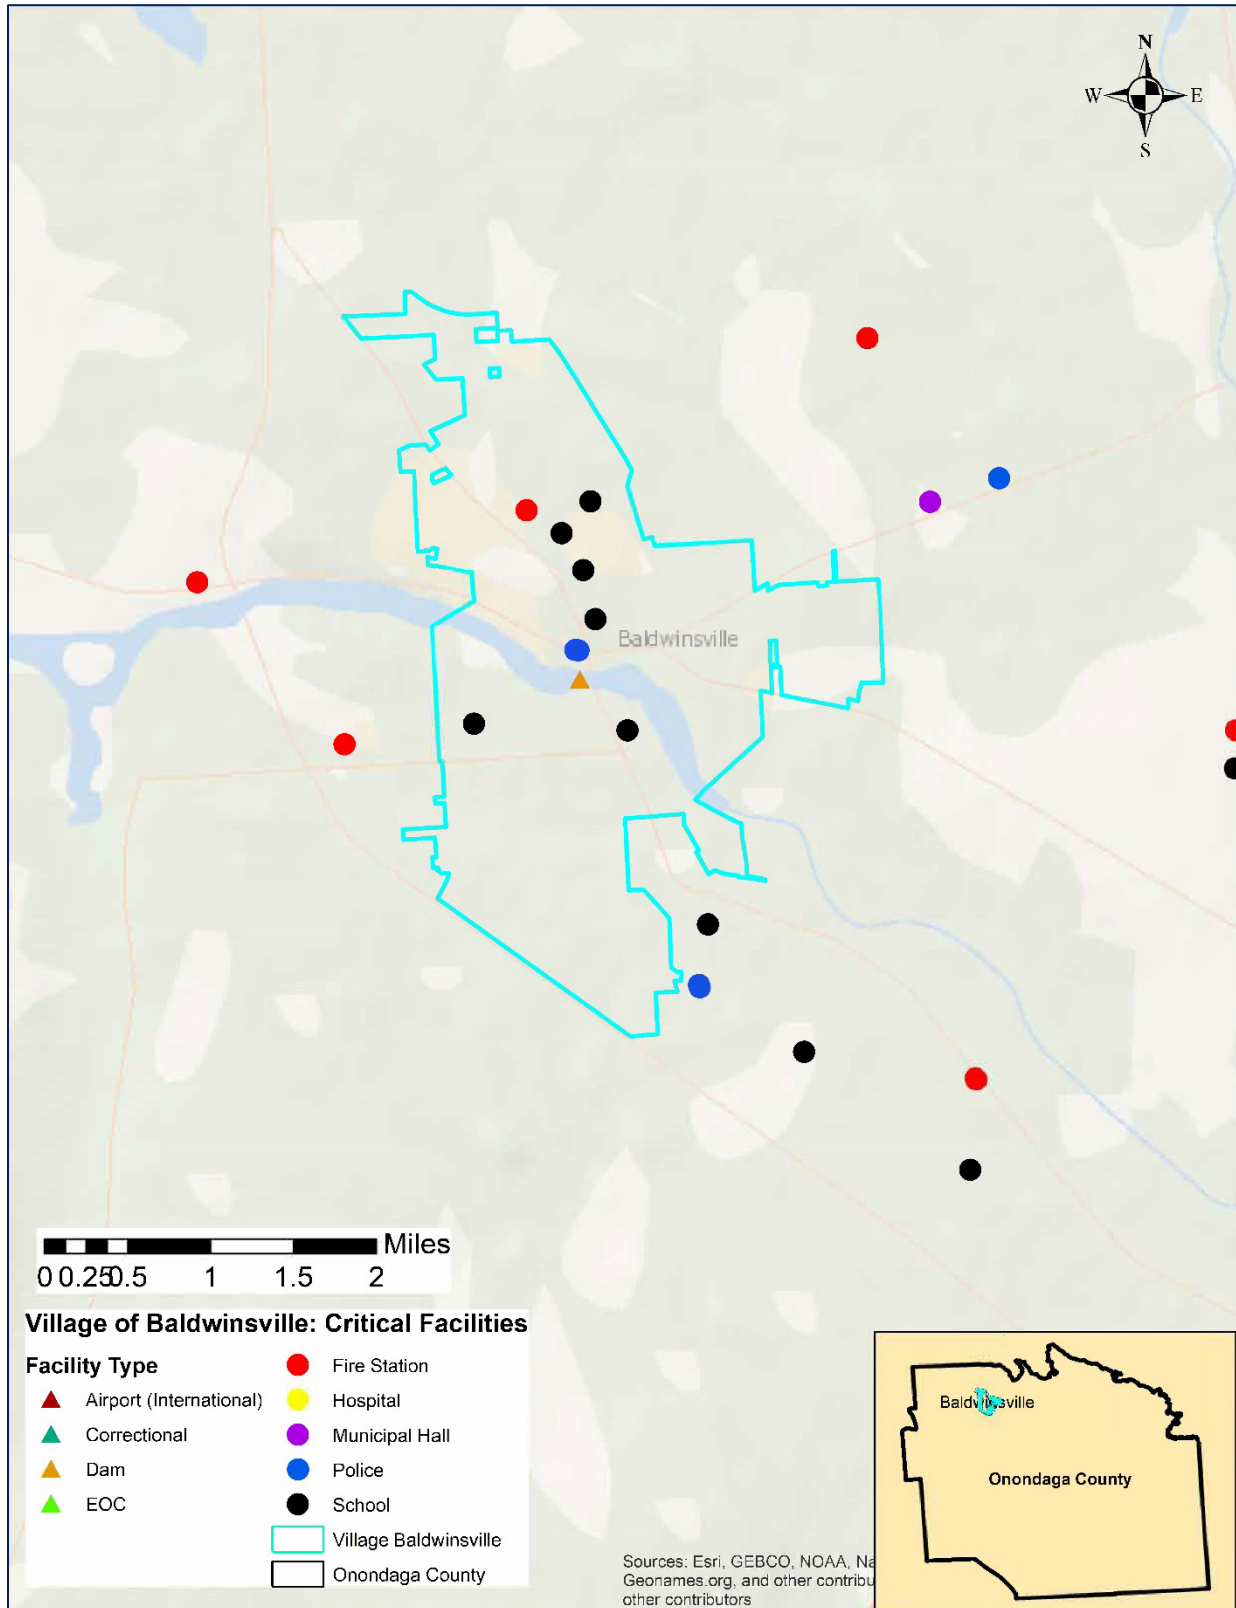 N
W E
S
Baldwinsville
Miles
0 0.25 0.5 1 1.5 2
Village of Baldwinsville: Critical Facilities
Facility Type
Airport (International)
Correctional
Dam
EOC
Fire Station
Hospital
Municipal Hall
Police
School
Village Baldwinsville
Onondaga County
Sources: Esri, GEBCO, NOAA, Na
Geonames.org, and other contribu
other contributors
Baldwinsville
Onondaga County